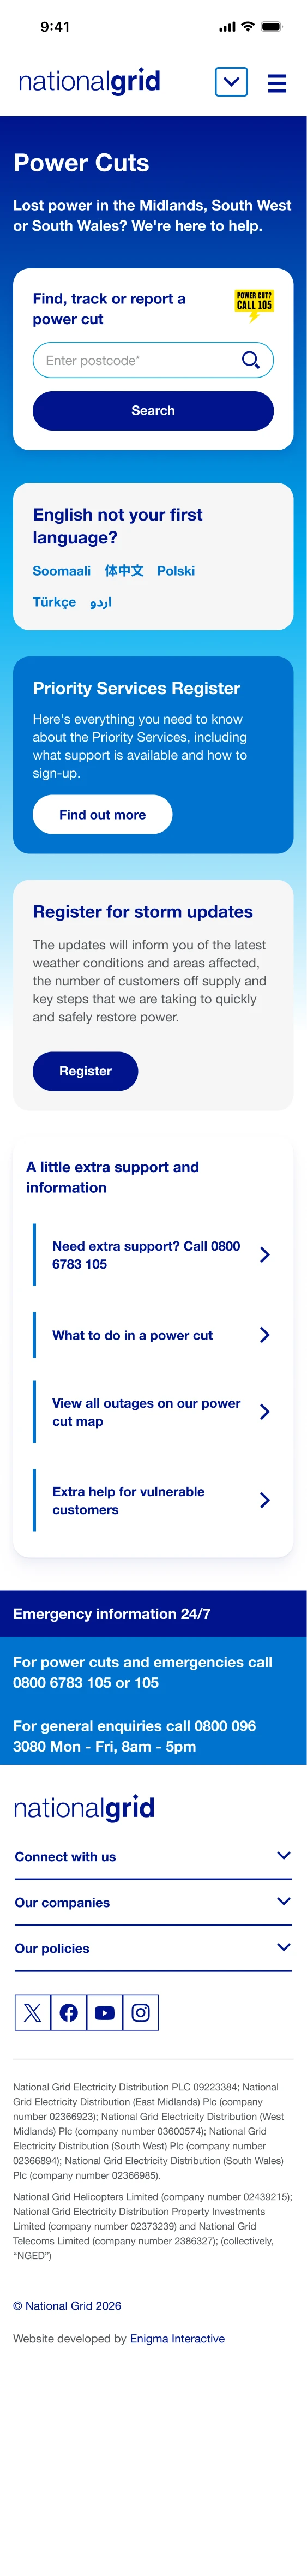 9:41
nationalgrid
Power Cuts
Lost power in the Midlands, South West
or South Wales? We're here to help.
Find, track or report a
power cut
POWER CUT?
CALL 105
Enter postcode*
Search
English not your first
language?
Soomaali 体中文 Polski
Türkçe اردو
Priority Services Register
Here's everything you need to know
about the Priority Services, including
what support is available and how to
sign-up.
Find out more
Register for storm updates
The updates will inform you of the latest
weather conditions and areas affected,
the number of customers off supply and
key steps that we are taking to quickly
and safely restore power.
Register
A little extra support and
information
Need extra support? Call 0800
6783 105
What to do in a power cut
View all outages on our power
cut map
Extra help for vulnerable
customers
Emergency information 24/7
For power cuts and emergencies call
0800 6783 105 or 105
For general enquiries call 0800 096
3080 Mon - Fri, 8am - 5pm
nationalgrid
Connect with us
Our companies
Our policies
National Grid Electricity Distribution PLC 09223384; National
Grid Electricity Distribution (East Midlands) Plc (company
number 02366923); National Grid Electricity Distribution (West
Midlands) Plc (company number 03600574); National Grid
Electricity Distribution (South West) Plc (company number
02366894); National Grid Electricity Distribution (South Wales)
Plc (company number 02366985).
National Grid Helicopters Limited (company number 02439215);
National Grid Electricity Distribution Property Investments
Limited (company number 02373239) and National Grid
Telecoms Limited (company number 2386327); (collectively,
“NGED”)
© National Grid 2026
Website developed by Enigma Interactive